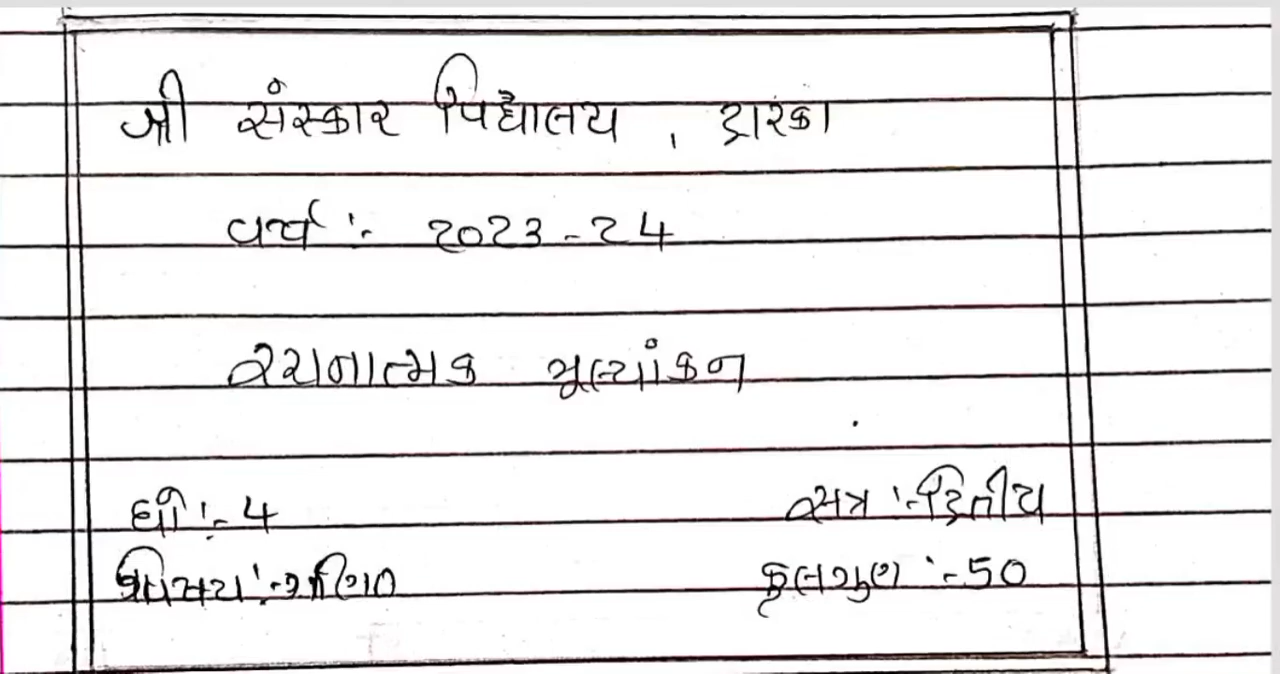 શ્રી સંસ્કાર વિદ્યાલય , દ્વારકા
વર્ષ :- 2023-24
રચનાત્મક મૂલ્યાંકન
ધો :- 4 સત્ર :- દ્વિતીય
વિષય :- ગણિત કુલગુણ :- 50